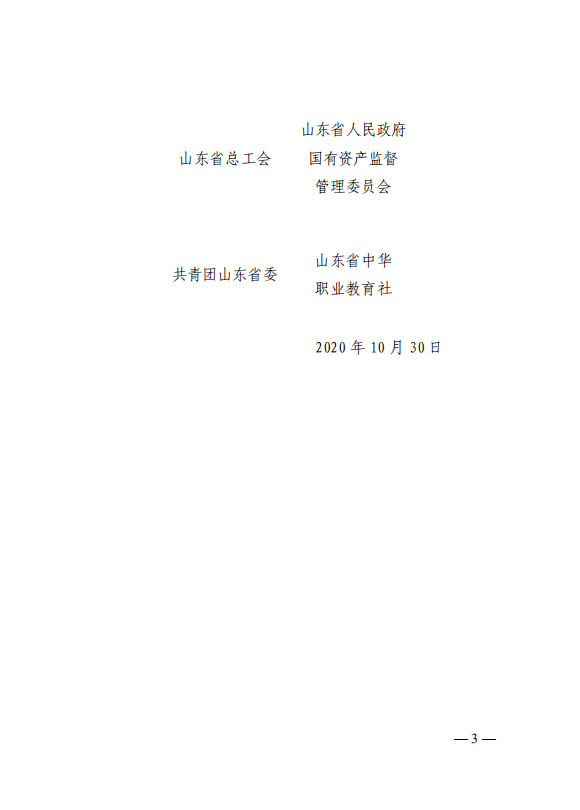 山东省总工会
山东省人民政府
国有资产监督
管理委员会
共青团山东省委
山东省中华
职业教育社
2020 年 10 月 30 日
— 3 —